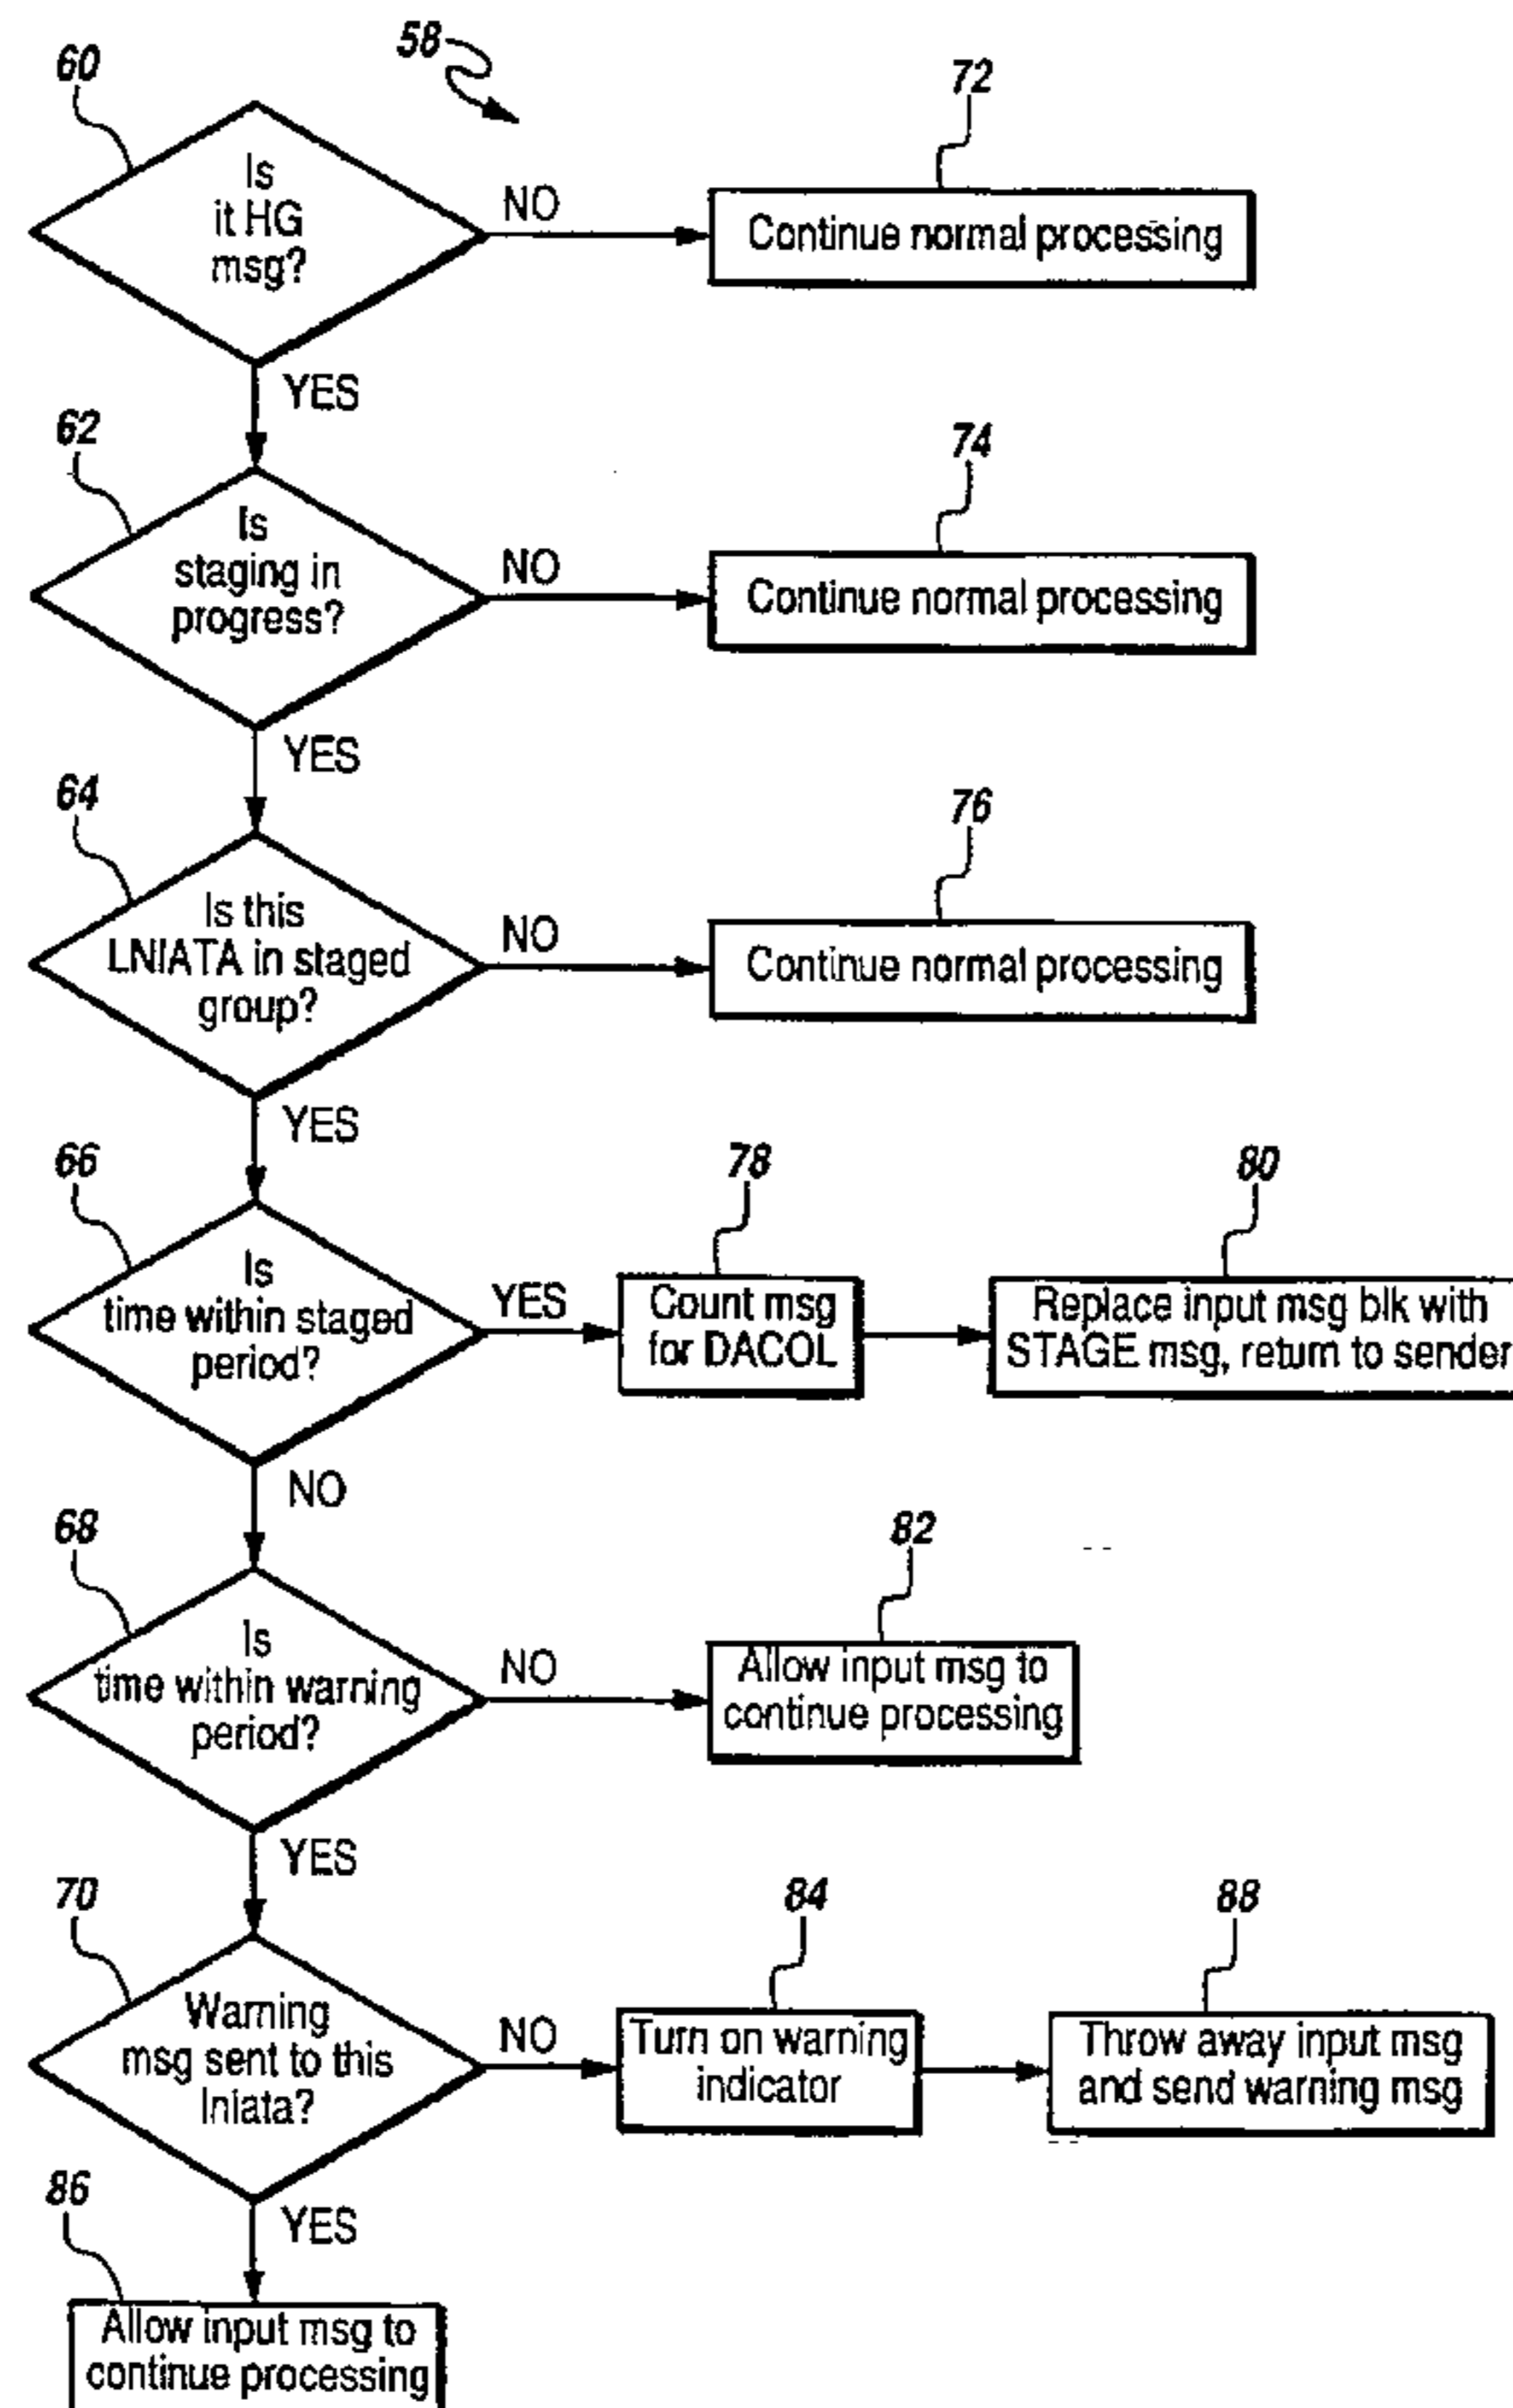 58
60
Is
it HG
msg?
NO
72
Continue normal processing
YES
62
Is
staging in
progress?
NO
74
Continue normal processing
YES
64
Is this
LNIATA in staged
group?
NO
76
Continue normal processing
YES
66
Is
time within staged
period?
YES
78
Count msg
for DACOL
80
Replace input msg blk with
STAGE msg, return to sender
NO
68
Is
time within warning
period?
NO
82
Allow input msg to
continue processing
YES
70
Warning
msg sent to this
lniata?
NO
84
Turn on warning
indicator
88
Throw away input msg
and send warning msg
YES
86
Allow input msg to
continue processing